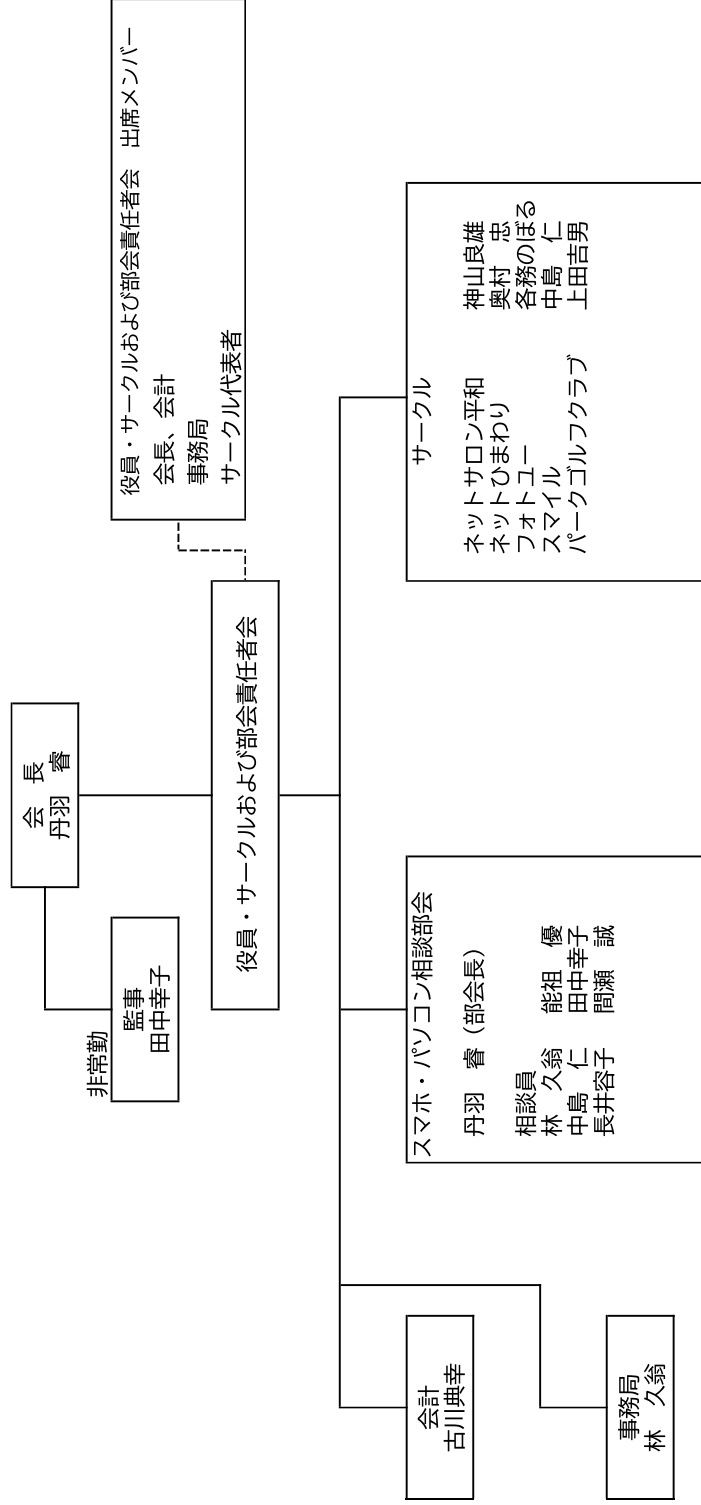 会　長
丹羽　睿
非常勤
監事
田中幸子
役員・サークルおよび部会責任者会
役員・サークルおよび部会責任者会　出席メンバー
会長、会計
事務局
サークル代表者
会計
古川典幸
事務局
林　久翁
スマホ・パソコン相談部会
丹羽　睿（部会長）
相談員
林　久翁　能祖　優
中島　仁　田中幸子
長井容子　間瀬　誠
サークル
ネットサロン平和　神山良雄
ネットひまわり　奥村　忠
フォトユー　各務のぼる
スマイル　中島　仁
パークゴルフクラブ　上田吉男